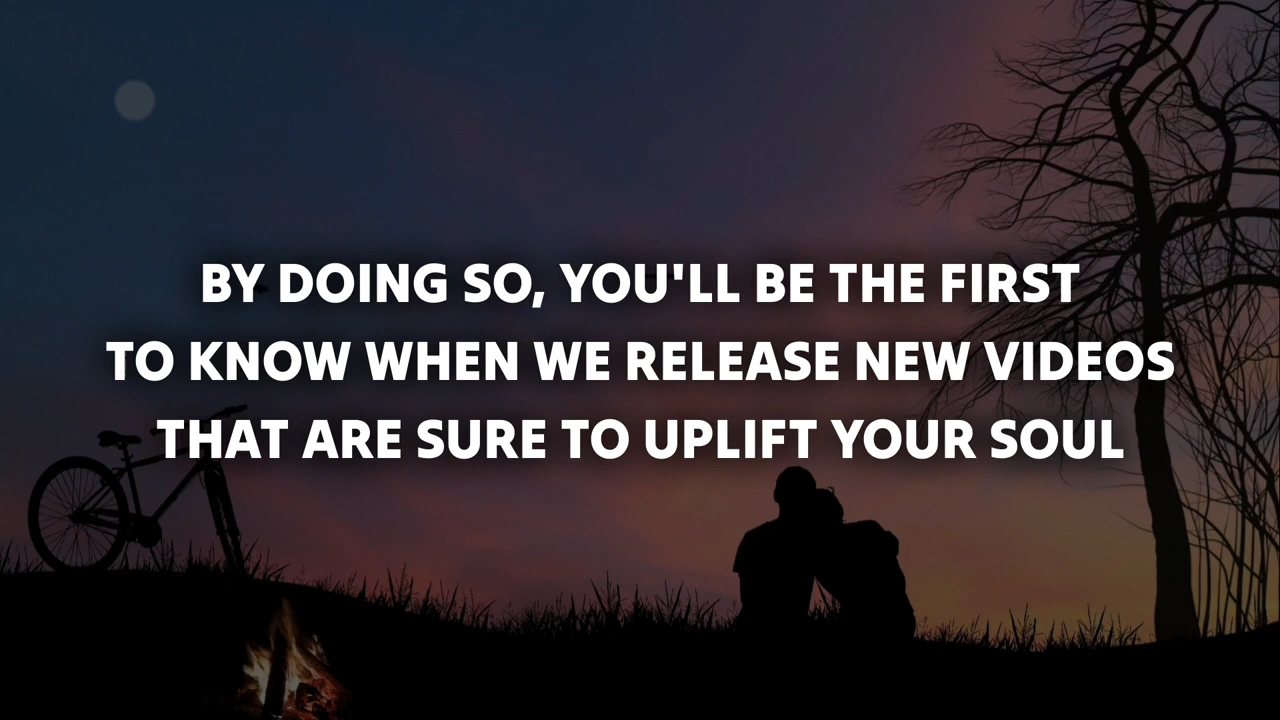 BY DOING SO, YOU'LL BE THE FIRST
TO KNOW WHEN WE RELEASE NEW VIDEOS
THAT ARE SURE TO UPLIFT YOUR SOUL